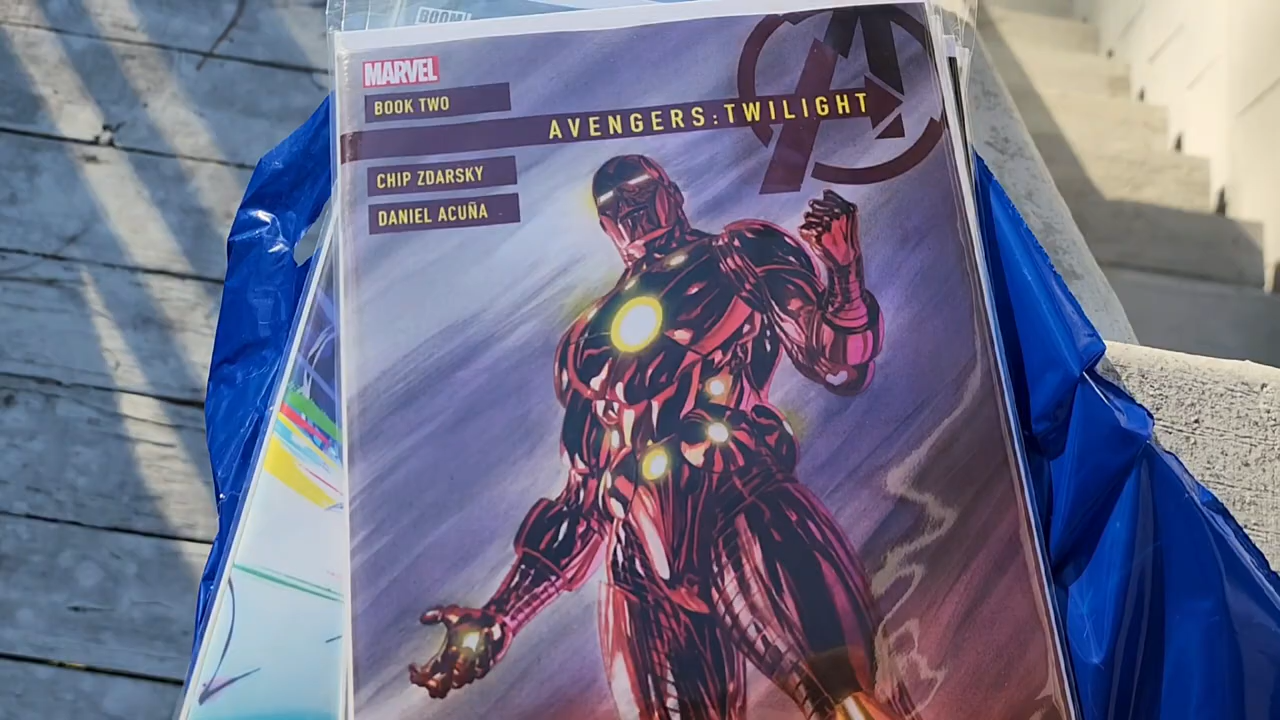 BOOM!
MARVEL
BOOK TWO
AVENGERS:TWILIGHT
CHIP ZDARSKY
DANIEL ACUÑA